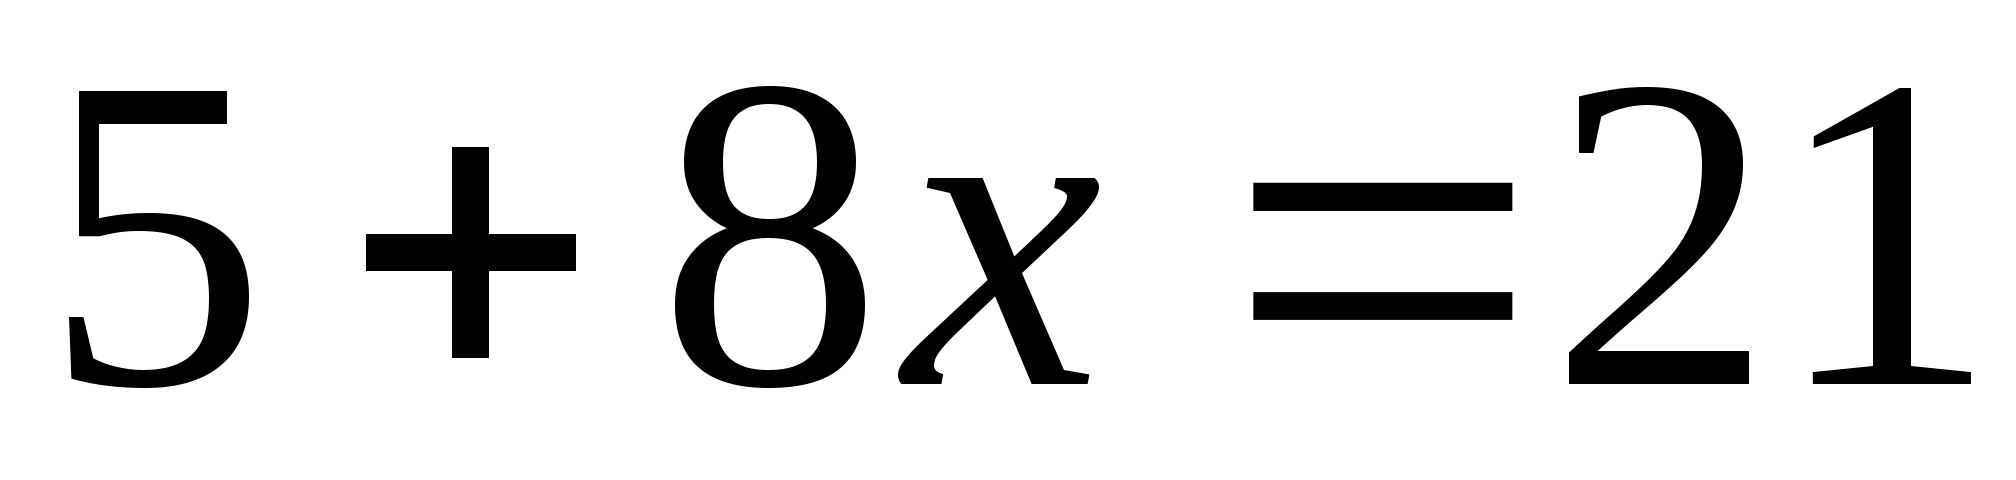 5 + 8x = 21